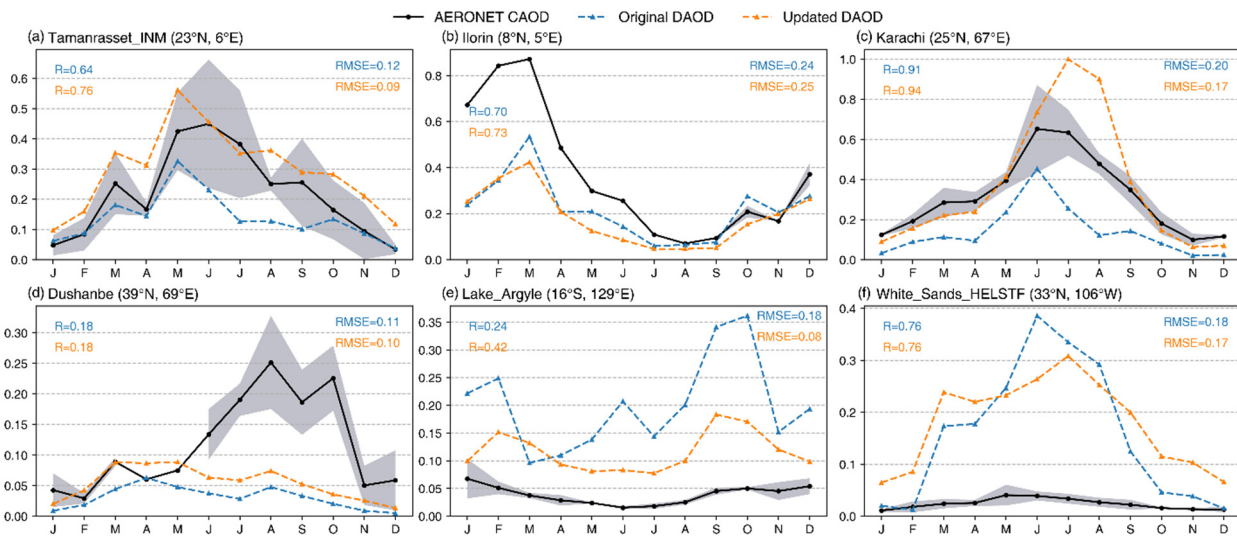 AERONET CAOD Original DAOD Updated DAOD
(a) Tamanrasset_INM (23°N, 6°E)
R=0.64
R=0.76
RMSE=0.12
RMSE=0.09
0.6
0.5
0.4
0.3
0.2
0.1
0.0
J F M A M J J A S O N D
(b) Ilorin (8°N, 5°E)
R=0.70
R=0.73
RMSE=0.24
RMSE=0.25
0.8
0.6
0.4
0.2
0.0
J F M A M J J A S O N D
(c) Karachi (25°N, 67°E)
R=0.91
R=0.94
RMSE=0.20
RMSE=0.17
1.0
0.8
0.6
0.4
0.2
0.0
J F M A M J J A S O N D
(d) Dushanbe (39°N, 69°E)
R=0.18
R=0.18
RMSE=0.11
RMSE=0.10
0.30
0.25
0.20
0.15
0.10
0.05
0.00
J F M A M J J A S O N D
(e) Lake_Argyle (16°S, 129°E)
R=0.24
R=0.42
RMSE=0.18
RMSE=0.08
0.35
0.30
0.25
0.20
0.15
0.10
0.05
0.00
J F M A M J J A S O N D
(f) White_Sands_HELSTF (33°N, 106°W)
R=0.76
R=0.76
RMSE=0.18
RMSE=0.17
0.4
0.3
0.2
0.1
0.0
J F M A M J J A S O N D